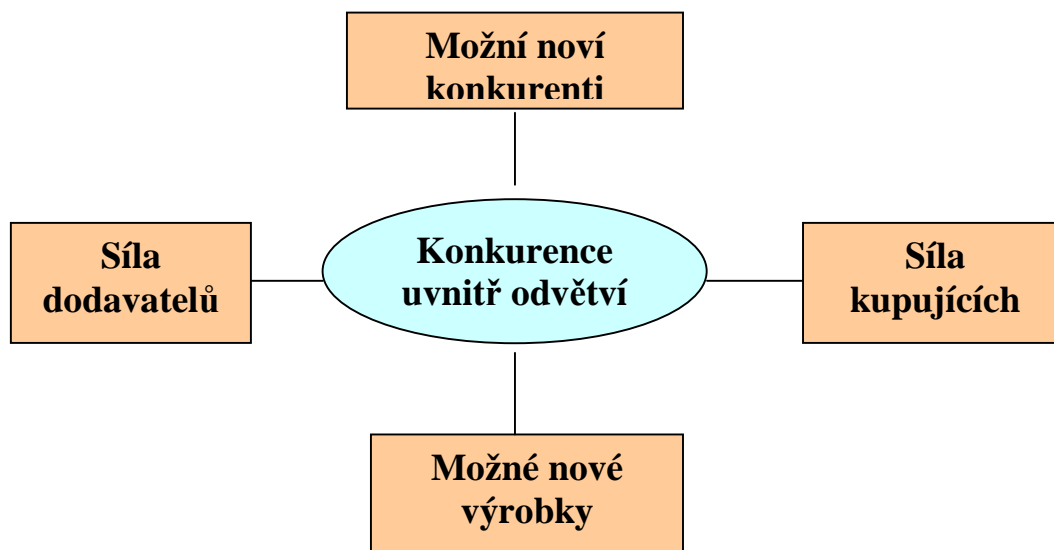 Možní noví
konkurenti
Síla
dodavatelů
Konkurence
uvnitř odvětví
Síla
kupujících
Možné nové
výrobky